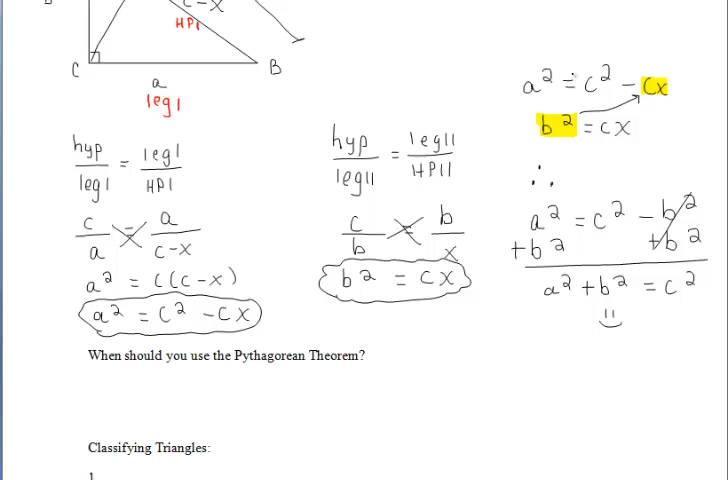 c - x
HP I
C
B
a
leg I
hyp/leg I = leg I/HP I
c/a = a/c-x
a² = c(c-x)
a² = c² - cx
hyp/leg II = leg II/HP II
c/b = b/x
b² = cx
a² = c² - cx
b² = cx
∴
a² = c² - b²
+b² +b²
a² + b² = c²
When should you use the Pythagorean Theorem?
Classifying Triangles: